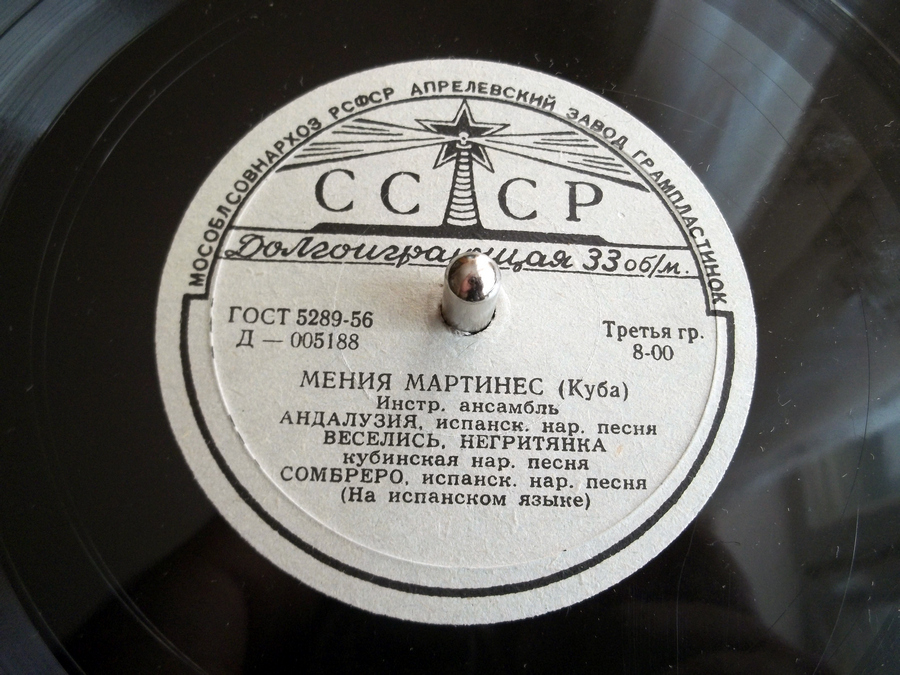 МОСОБЛСОВНАРХОЗ РСФСР АПРЕЛЕВСКИЙ ЗАВОД ГРАМПЛАСТИНОК
СССР
Долгоиграющая 33 об/м.
ГОСТ 5289-56
Д — 005188
Третья гр.
8-00
МЕНИЯ МАРТИНЕС (Куба)
Инстр. ансамбль
АНДАЛУЗИЯ, испанск. нар. песня
ВЕСЕЛИСЬ, НЕГРИТЯНКА
кубинская нар. песня
СОМБРЕРО, испанск. нар. песня
(На испанском языке)